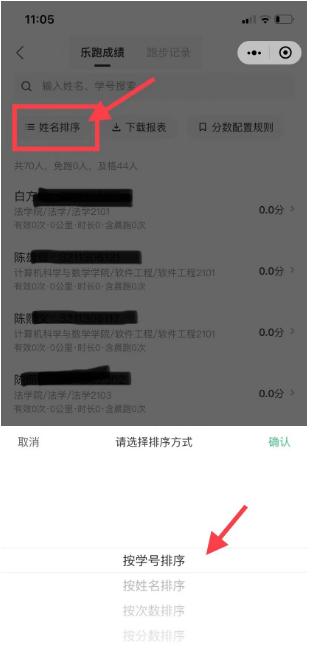 11:05
乐跑成绩 跑步记录
输入姓名、学号搜索
姓名排序 下载报表 分数配置规则
共70人，免跑0人，及格44人
白方
法学院/法学/法学2101 0.0分
有效0次·0公里·时长0·含晨跑0次
陈
计算机科学与数学学院/软件工程/软件工程2101 0.0分
有效0次·0公里·时长0·含晨跑0次
陈
计算机科学与数学学院/软件工程/软件工程2101 0.0分
有效0次·0公里·时长0·含晨跑0次
法学院/法学/法学2103 0.0分
有效0次·0公里·时长0·含晨跑0次
取消 请选择排序方式 确认
按学号排序
按姓名排序
按次数排序
按分数排序